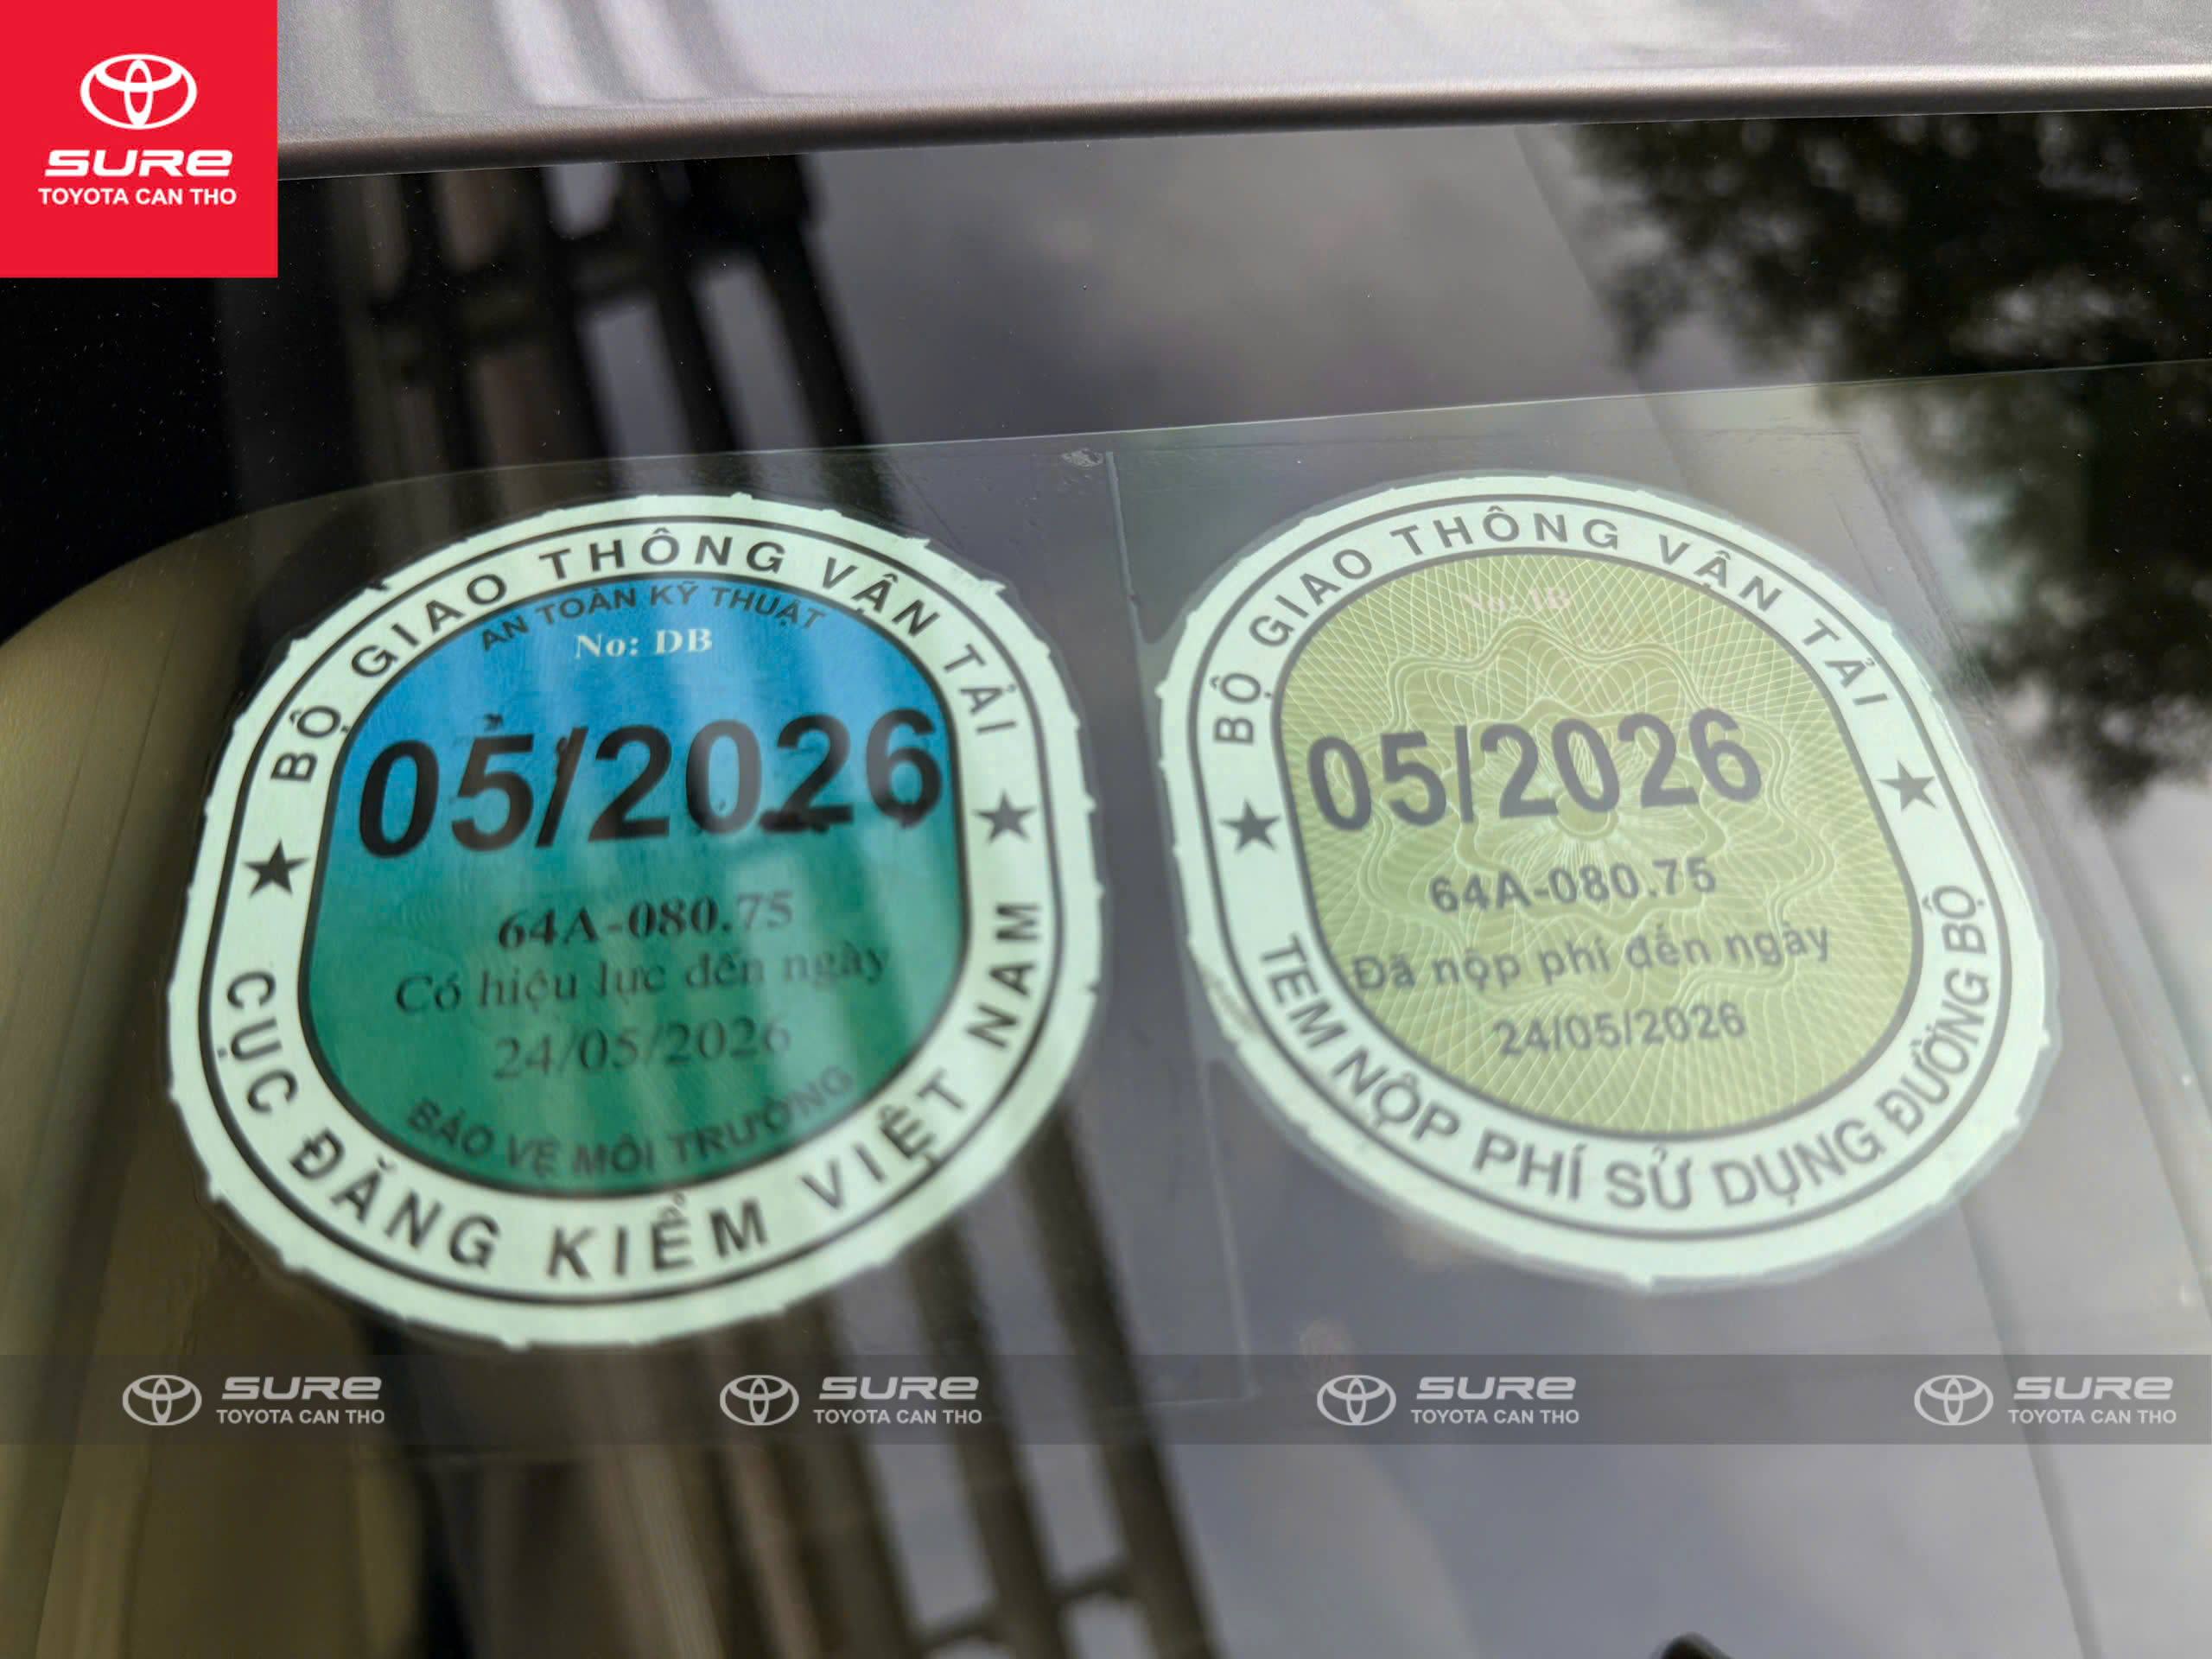 SURE
TOYOTA CAN THO
BỘ GIAO THÔNG VẬN TẢI
AN TOÀN KỸ THUẬT
No: DB
05/2026
64A-080.75
Có hiệu lực đến ngày
24/05/2026
BẢO VỆ MÔI TRƯỜNG
CỤC ĐĂNG KIỂM VIỆT NAM
BỘ GIAO THÔNG VẬN TẢI
05/2026
64A-080.75
Đã nộp phí đến ngày
24/05/2026
TEM NỘP PHÍ SỬ DỤNG ĐƯỜNG BỘ
SURE
TOYOTA CAN THO
SURE
TOYOTA CAN THO
SURE
TOYOTA CAN THO
SURE
TOYOTA CAN THO